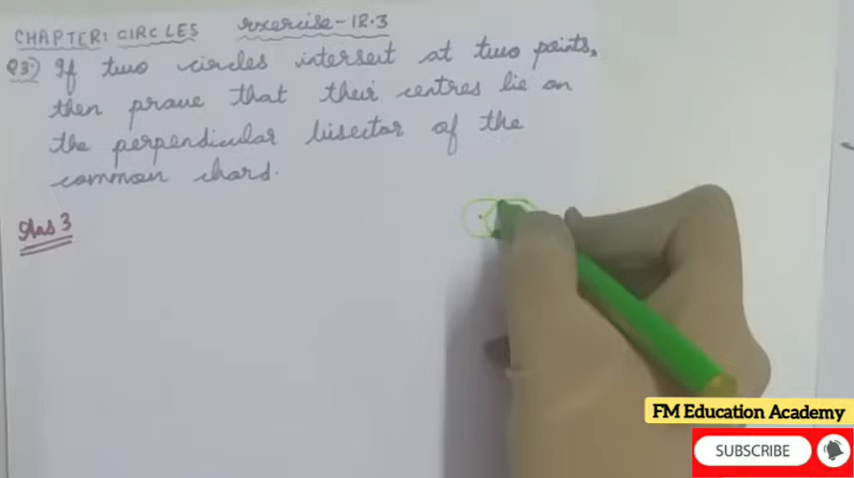 CHAPTER: CIRCLES exercise-12.3
Q3:) If two circles intersect at two points,
then prove that their centres lie on
the perpendicular bisector of the
common chord.
Ans 3
FM Education Academy
SUBSCRIBE